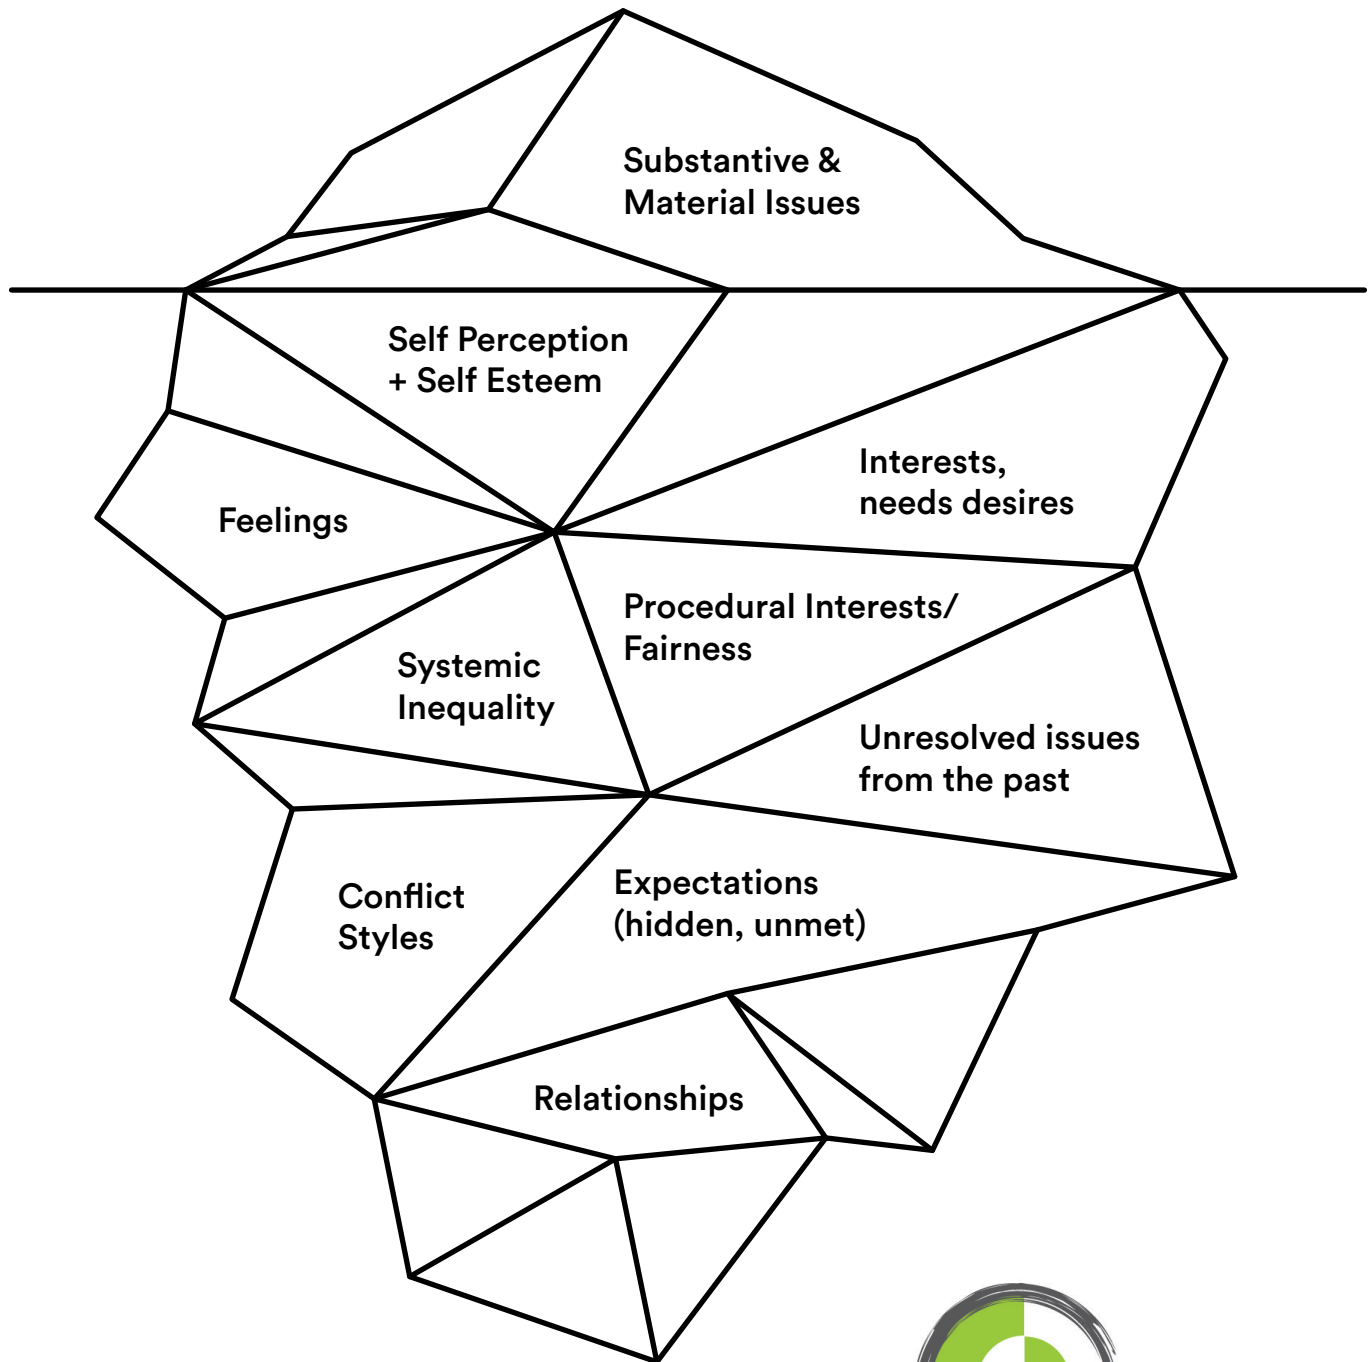 Substantive &
Material Issues
Self Perception
+ Self Esteem
Interests,
needs desires
Feelings
Procedural Interests/
Fairness
Systemic
Inequality
Unresolved issues
from the past
Expectations
(hidden, unmet)
Conflict
Styles
Relationships